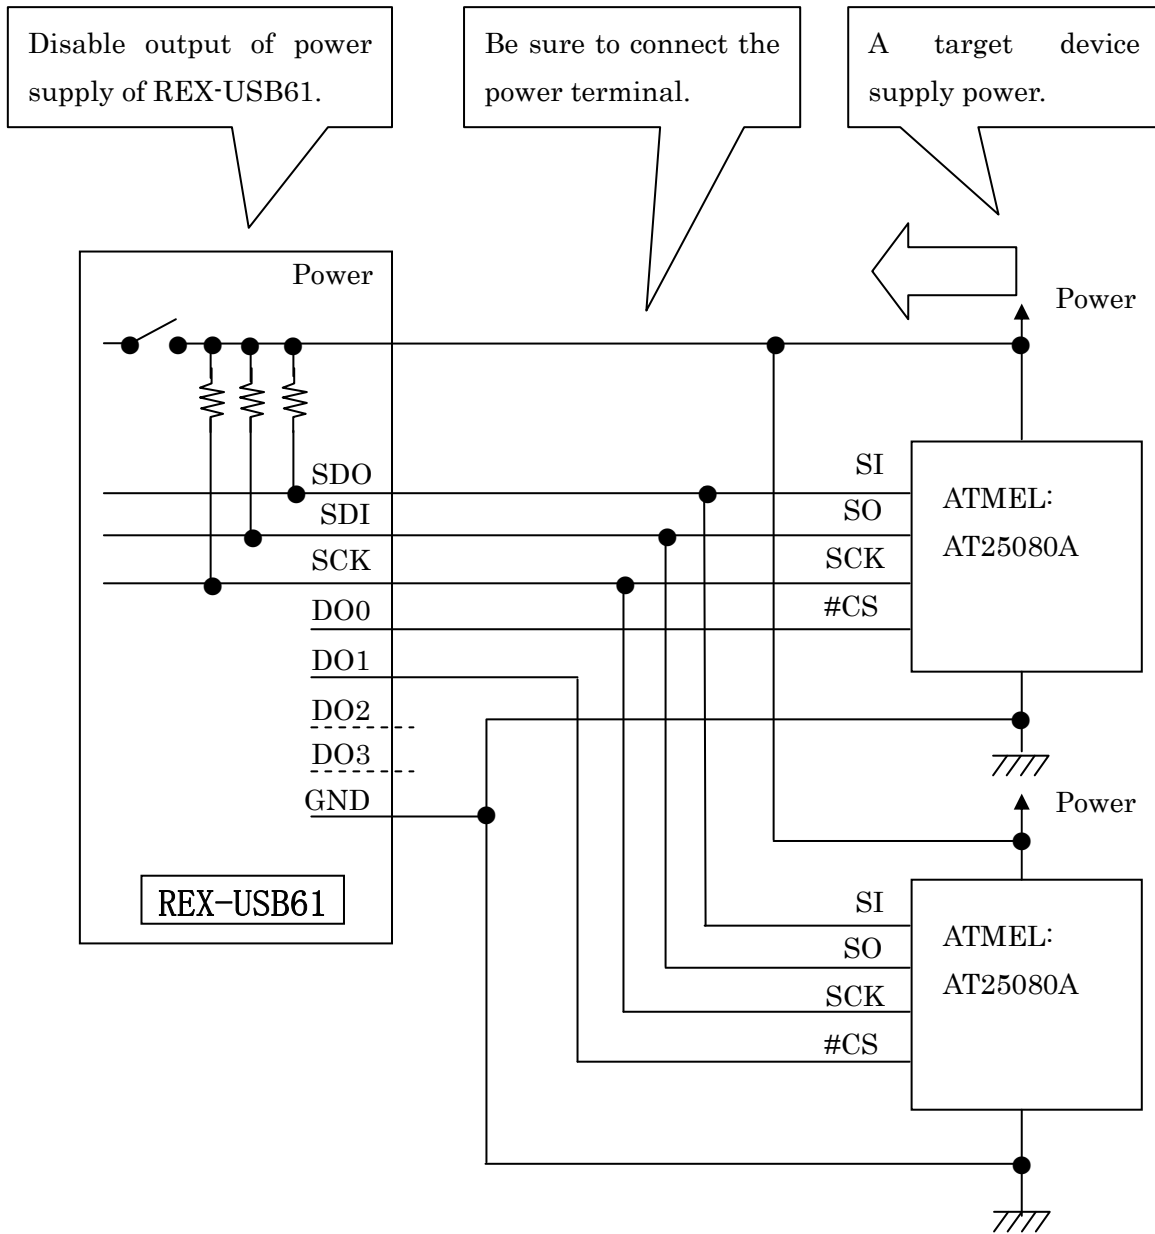 Disable output of power
supply of REX-USB61.
Be sure to connect the
power terminal.
A target device
supply power.
Power
Power
SDO
SDI
SCK
DO0
DO1
DO2
DO3
GND
REX-USB61
SI
SO
SCK
#CS
ATMEL:
AT25080A
Power
SI
SO
SCK
#CS
ATMEL:
AT25080A